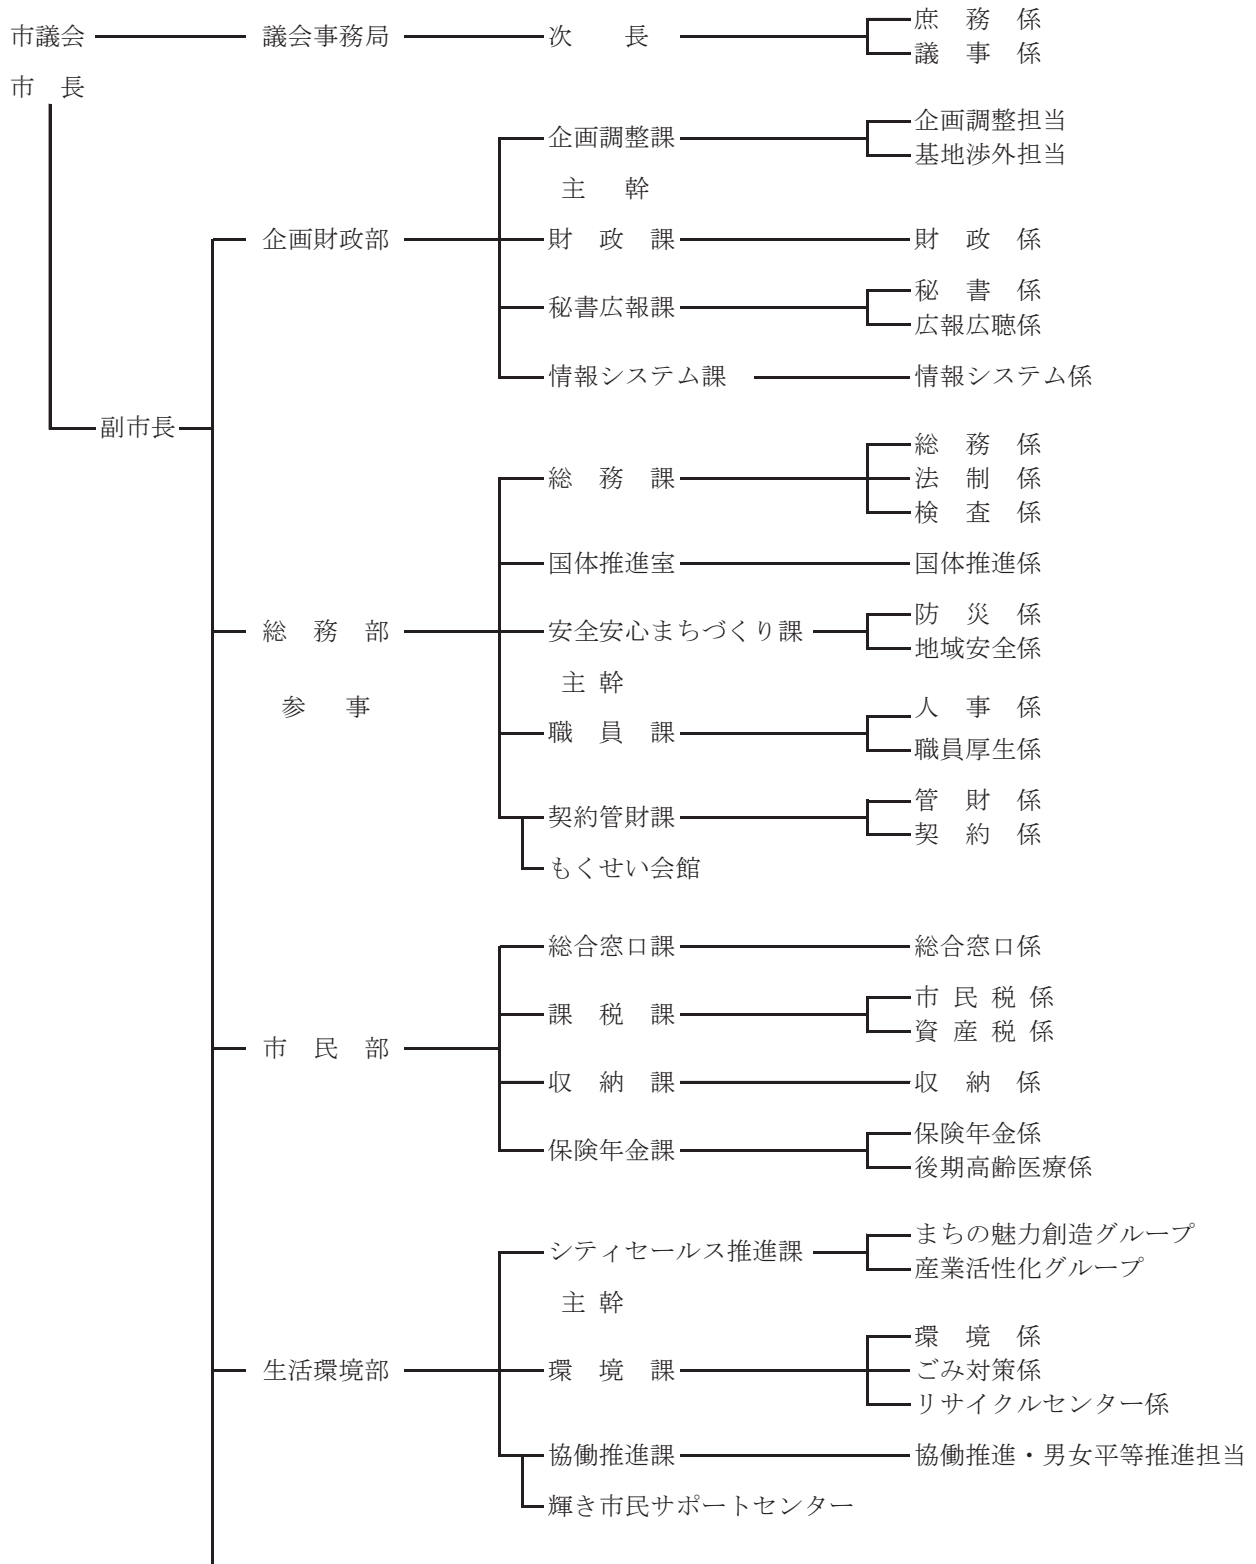 市議会 議会事務局 次長 庶務係
議事係
市長
企画調整課 企画調整担当
基地渉外担当
主幹
企画財政部 財政課 財政係
秘書広報課 秘書係
広報広聴係
情報システム課 情報システム係
副市長
総務課 総務係
法制係
検査係
国体推進室 国体推進係
総務部 安全安心まちづくり課 防災係
地域安全係
主幹
参事 職員課 人事係
職員厚生係
契約管財課 管財係
契約係
もくせい会館
総合窓口課 総合窓口係
市民部 課税課 市民税係
資産税係
収納課 収納係
保険年金課 保険年金係
後期高齢医療係
シティセールス推進課 まちの魅力創造グループ
産業活性化グループ
主幹
生活環境部 環境課 環境係
ごみ対策係
リサイクルセンター係
協働推進課 協働推進・男女平等推進担当
輝き市民サポートセンター